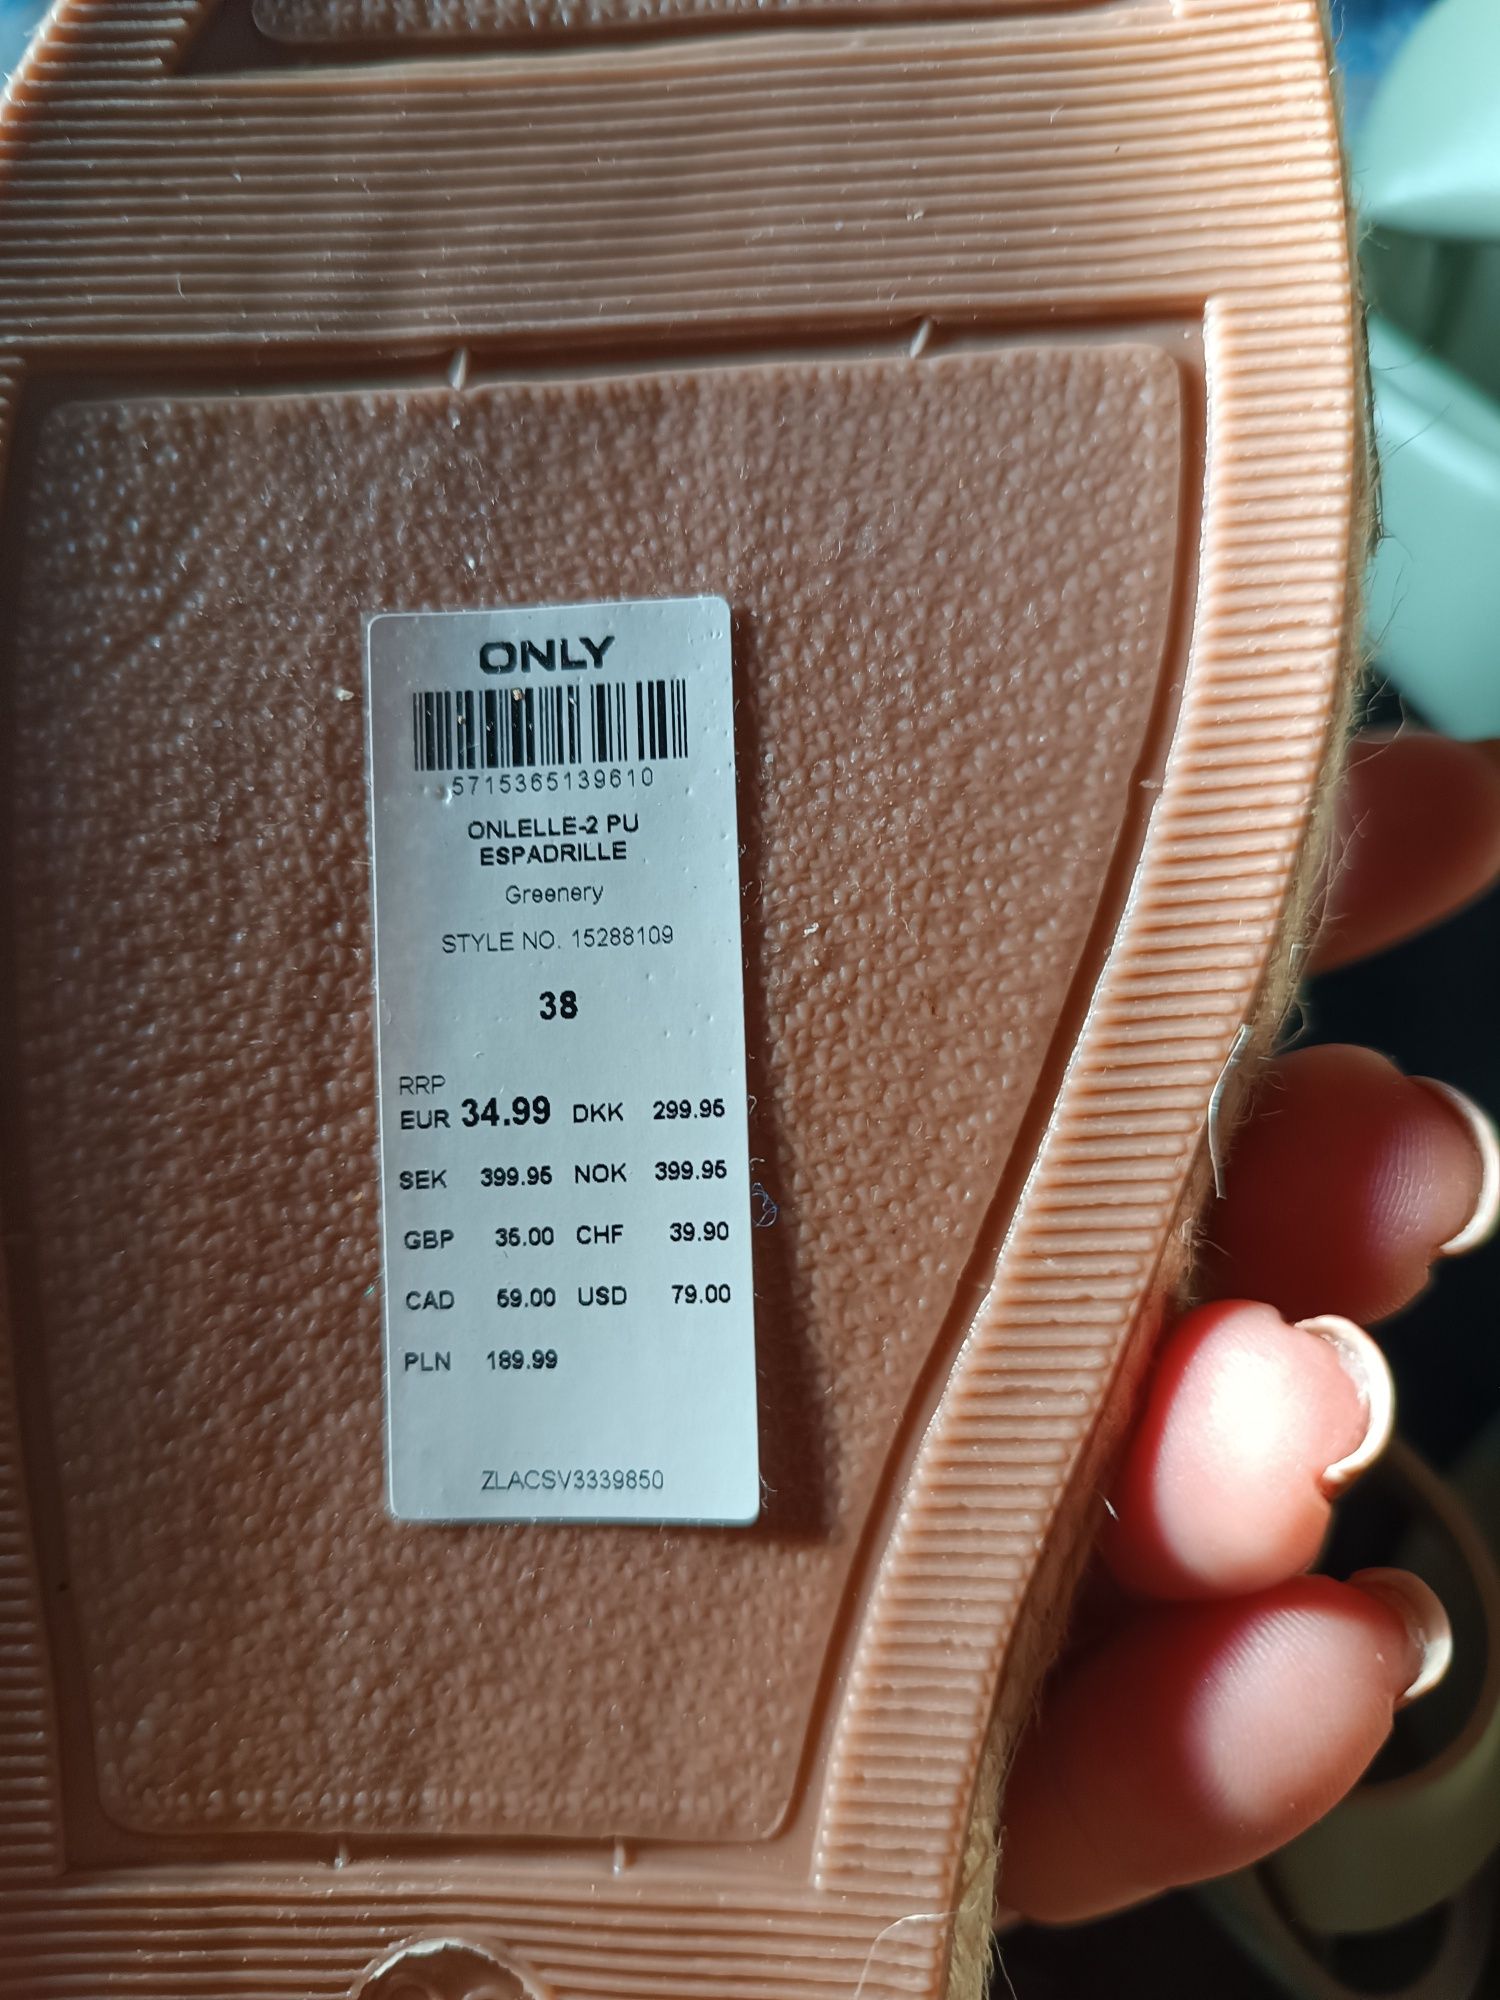 ONLY
5715365139610
ONLELLE-2 PU
ESPADRILLE
Greenery
STYLE NO. 15288109
38
RRP
EUR 34.99 DKK 299.95
SEK 399.95 NOK 399.95
GBP 35.00 CHF 39.90
CAD 59.00 USD 79.00
PLN 189.99
ZLACSV3339850